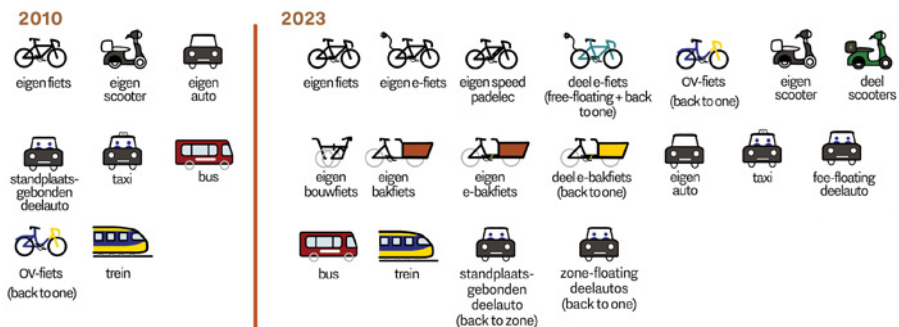 2010
eigen fiets
eigen
scooter
eigen
auto
standplaats-
gebonden
deelauto
taxi
bus
OV-fiets
(back to one)
trein
2023
eigen fiets
eigen e-fiets
eigen speed
padelec
deel e-fiets
(free-floating + back
to one)
OV-fiets
(back to one)
eigen
scooter
deel
scooters
eigen
bouwfiets
eigen
bakfiets
eigen
e-bakfiets
deel e-bakfiets
(back to one)
eigen
auto
taxi
fee-floating
deelauto
bus
trein
standplaats-
gebonden
deelauto
(back to zone)
zone-floating
deelautos
(back to one)